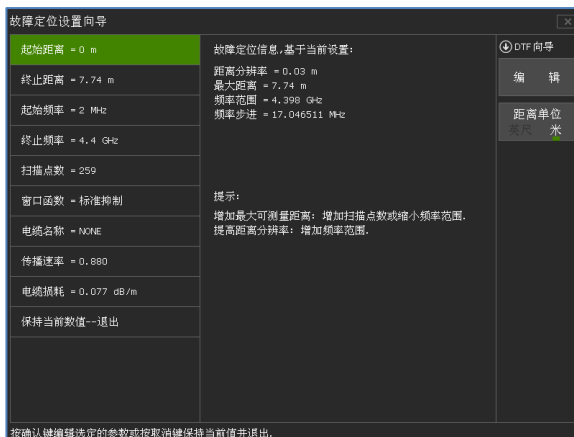 故障定位设置向导
起始距离 =0 m
终止距离 =7.74 m
起始频率 =2 MHz
终止频率 =4.4 GHz
扫描点数 =259
窗口函数 =标准抑制
电缆名称 =NONE
传播速率 =0.880
电缆损耗 =0.077 dB/m
保持当前数值--退出
故障定位信息,基于当前设置:
距离分辨率 =0.03 m
最大距离 =7.74 m
频率范围 =4.398 GHz
频率步进 =17.046511 MHz
提示:
增加最大可测量距离: 增加扫描点数或缩小频率范围.
提高距离分辨率: 增加频率范围.
DTF 向导
编 辑
距离单位
英尺 米
按确认键编辑选定的参数或按取消键保持当前值并退出.